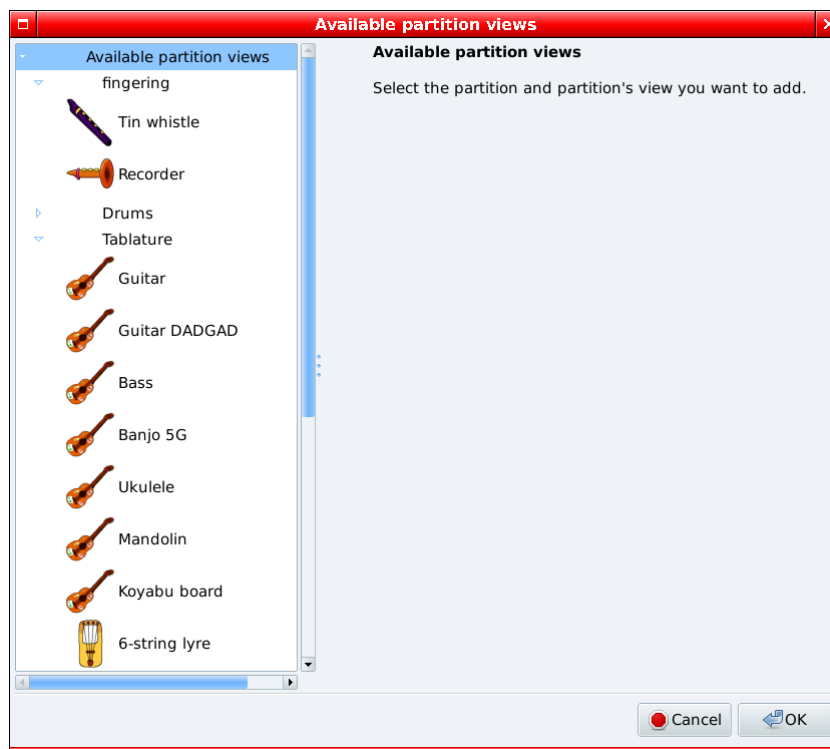 Available partition views
Available partition views
fingering
Tin whistle
Recorder
Drums
Tablature
Guitar
Guitar DADGAD
Bass
Banjo 5G
Ukulele
Mandolin
Koyabu board
6-string lyre
Available partition views
Select the partition and partition's view you want to add.
Cancel
OK